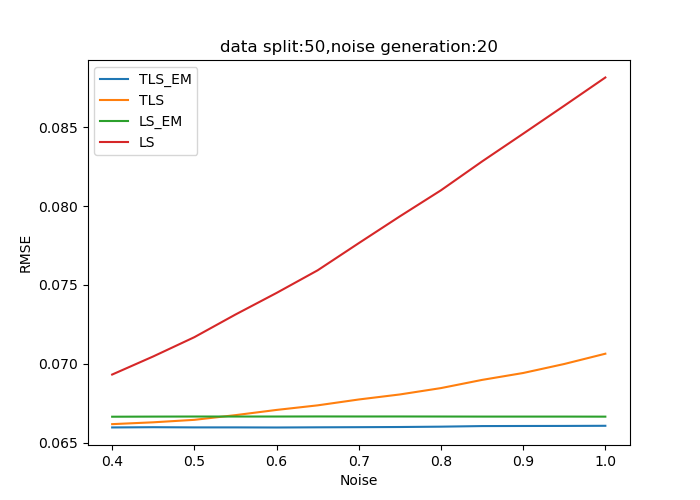 data split:50,noise generation:20
TLS_EM
TLS
LS_EM
LS
0.085
0.080
0.075
0.070
0.065
RMSE
0.4 0.5 0.6 0.7 0.8 0.9 1.0
Noise